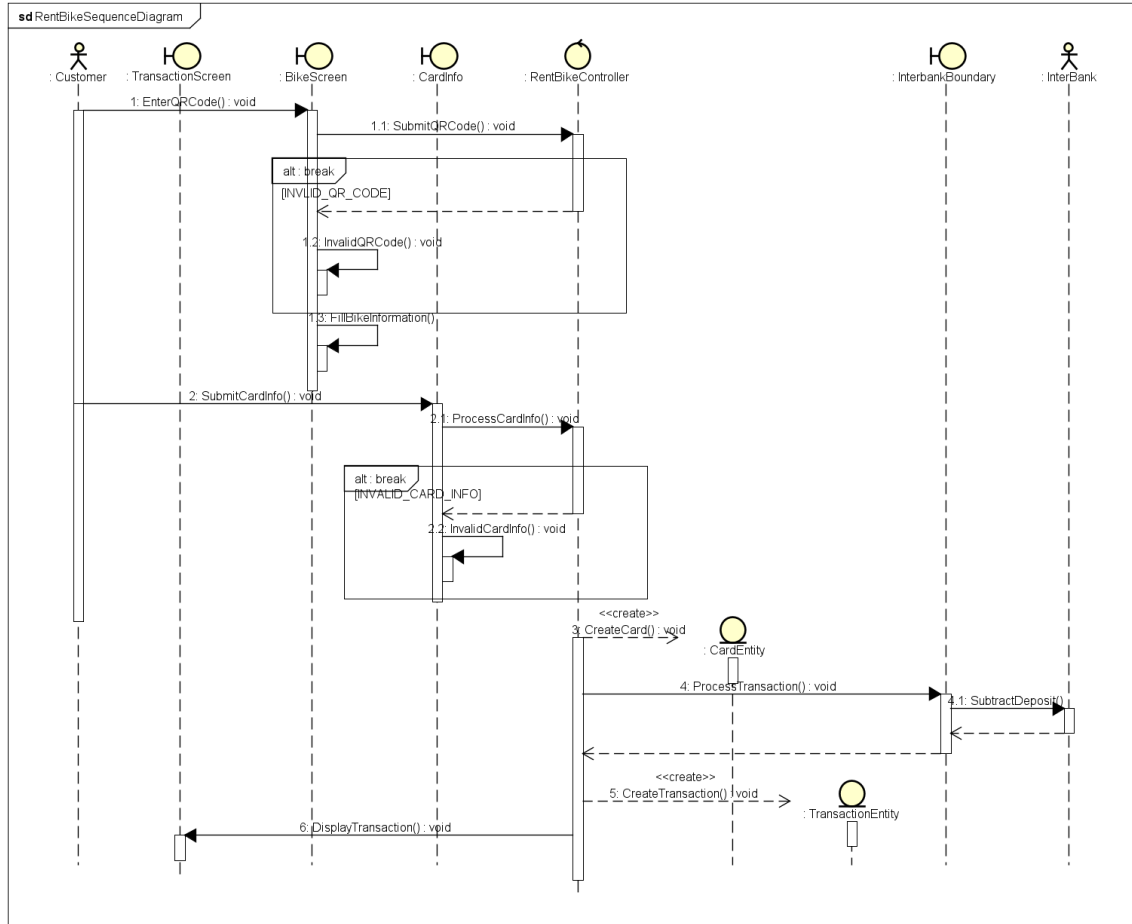 sd RentBikeSequenceDiagram
: Customer
: TransactionScreen
: BikeScreen
: CardInfo
: RentBikeController
: InterbankBoundary
: InterBank
1: EnterQRCode() : void
1.1: SubmitQRCode() : void
alt : break
[INVLID_QR_CODE]
1.2: InvalidQRCode() : void
1.3: FillBikeInformation()
2: SubmitCardInfo() : void
2.1: ProcessCardInfo() : void
alt : break
[INVALID_CARD_INFO]
2.2: InvalidCardInfo() : void
<<create>>
3: CreateCard() : void
: CardEntity
4: ProcessTransaction() : void
4.1: SubtractDeposit()
<<create>>
5: CreateTransaction() : void
: TransactionEntity
6: DisplayTransaction() : void